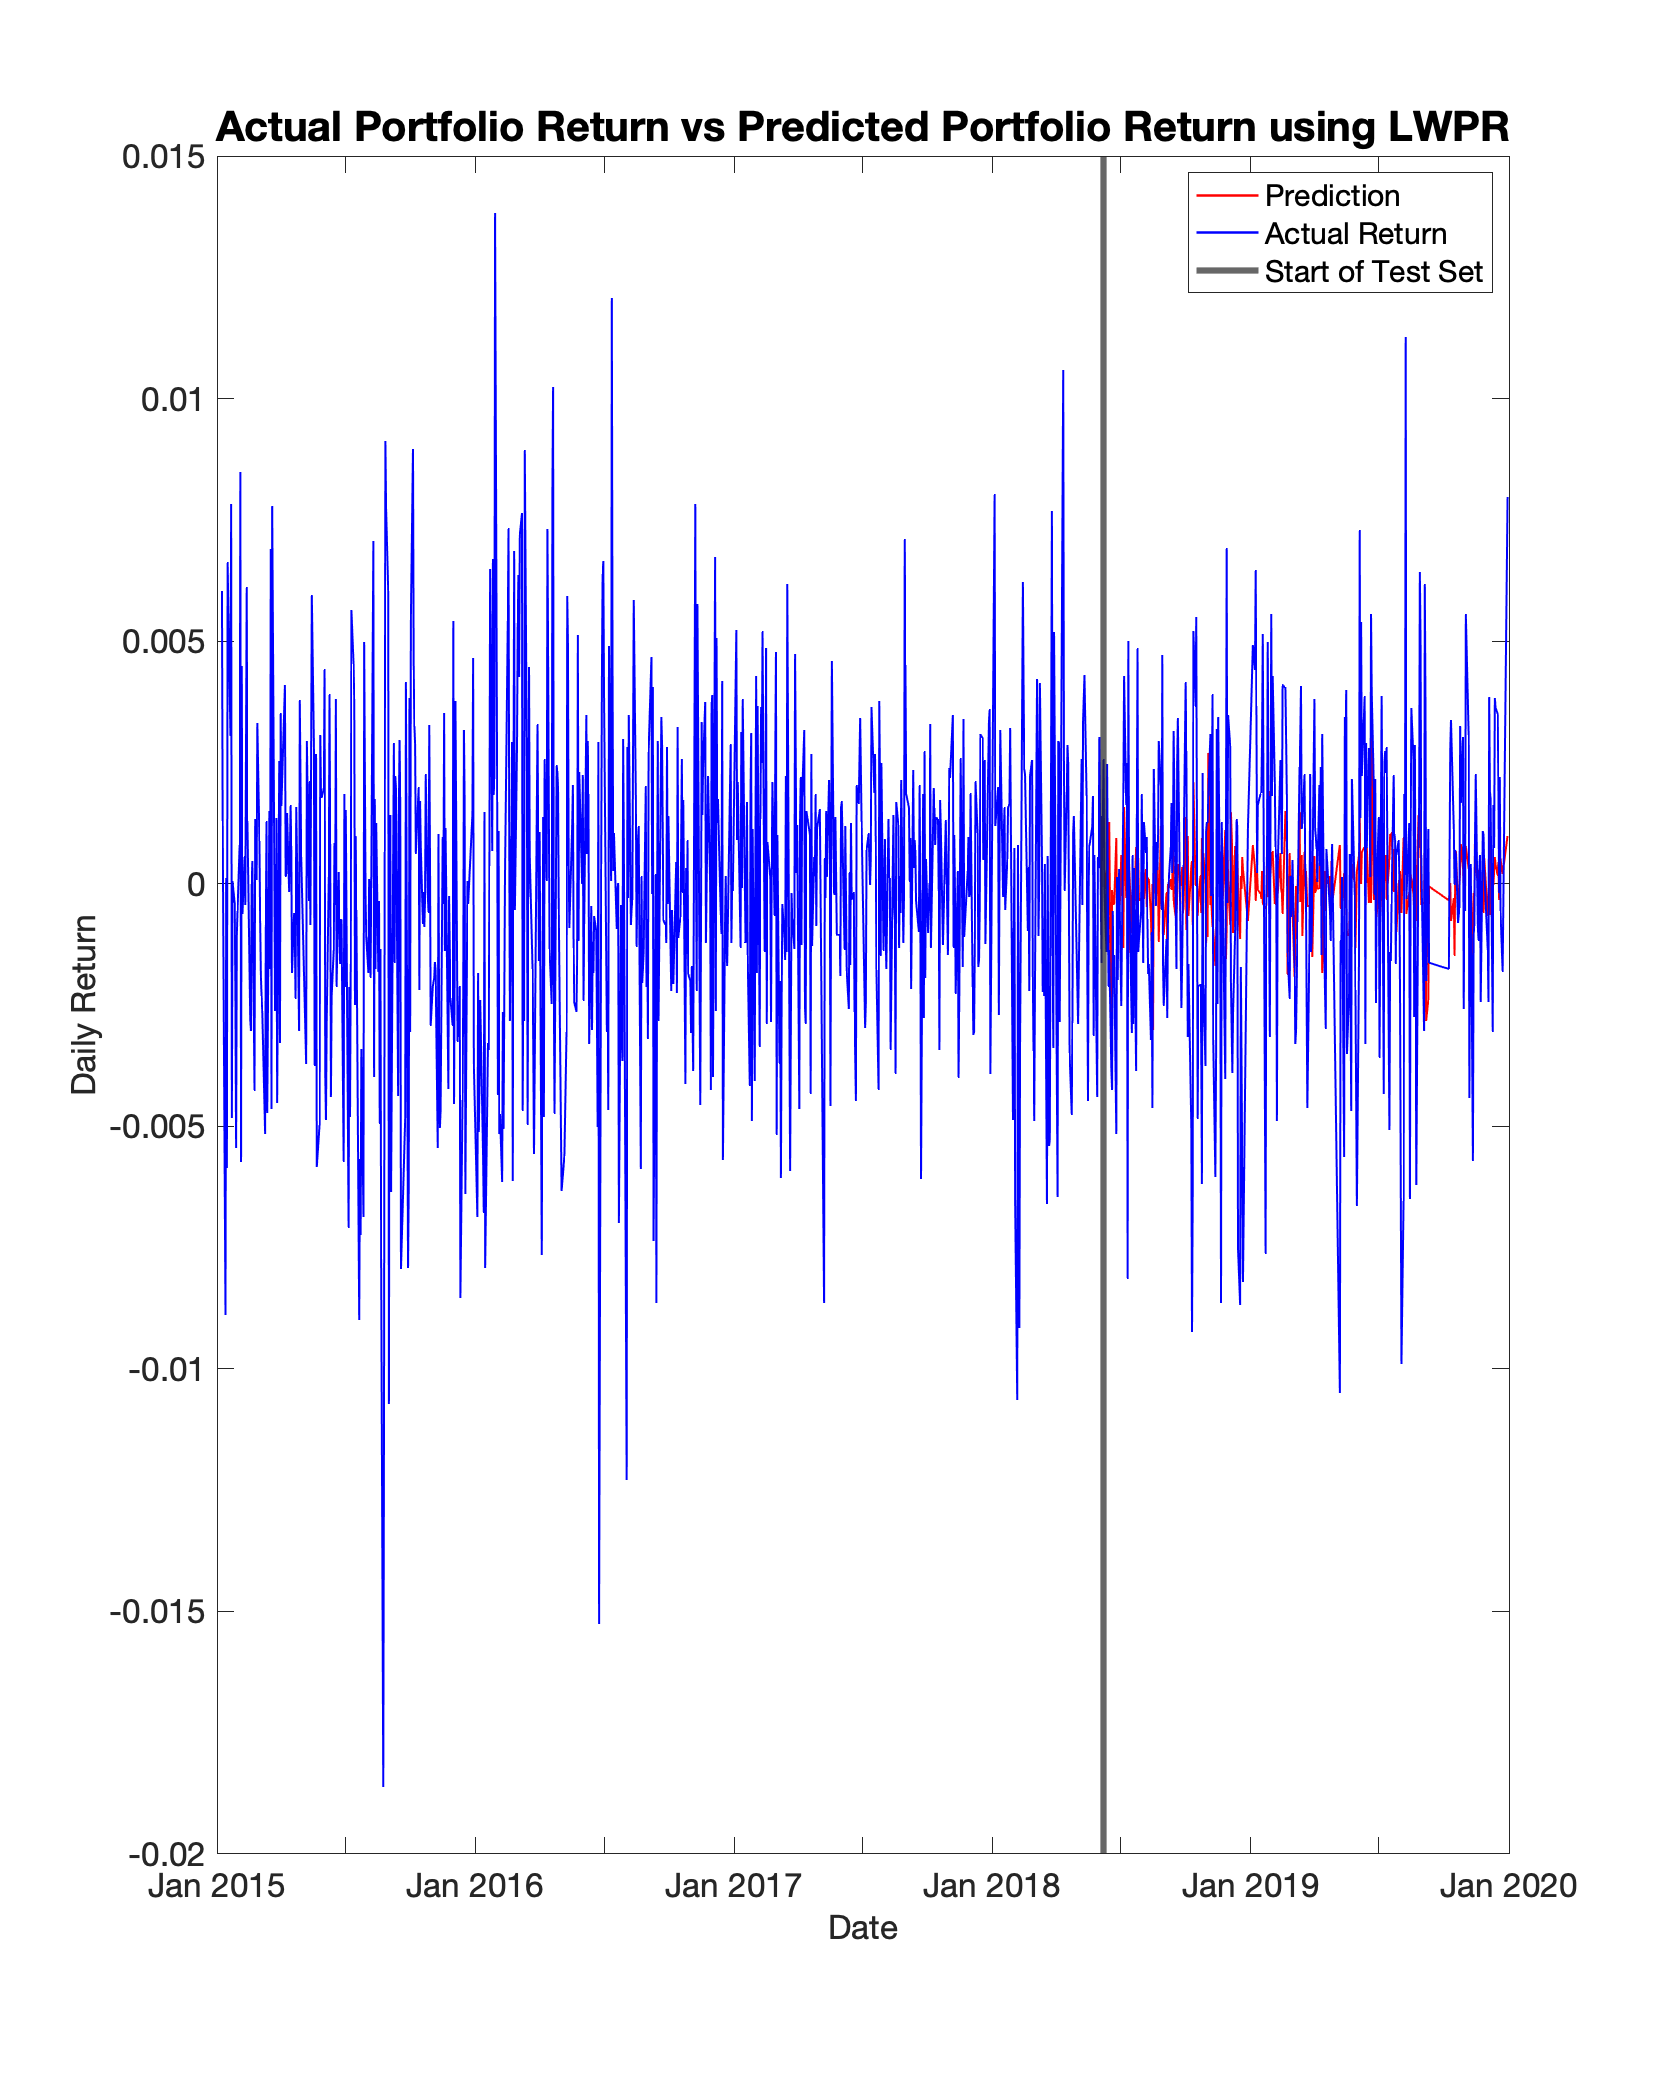 Actual Portfolio Return vs Predicted Portfolio Return using LWPR
0.015
0.01
0.005
0
-0.005
-0.01
-0.015
-0.02
Daily Return
Prediction
Actual Return
Start of Test Set
Jan 2015
Jan 2016
Jan 2017
Jan 2018
Jan 2019
Jan 2020
Date